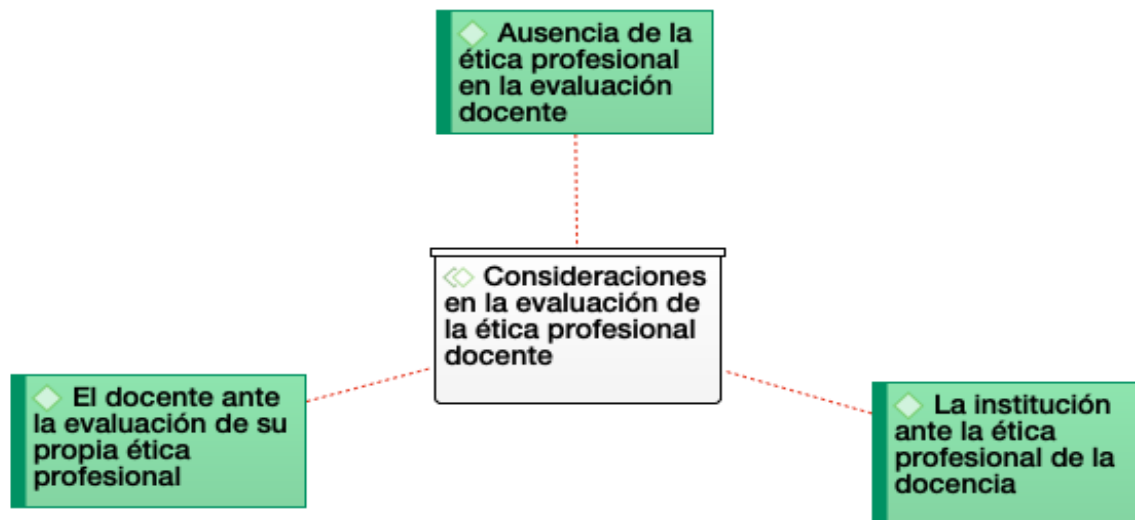 Ausencia de la
ética profesional
en la evaluación
docente
Consideraciones
en la evaluación de
la ética profesional
docente
El docente ante
la evaluación de su
propia ética
profesional
La institución
ante la ética
profesional de la
docencia